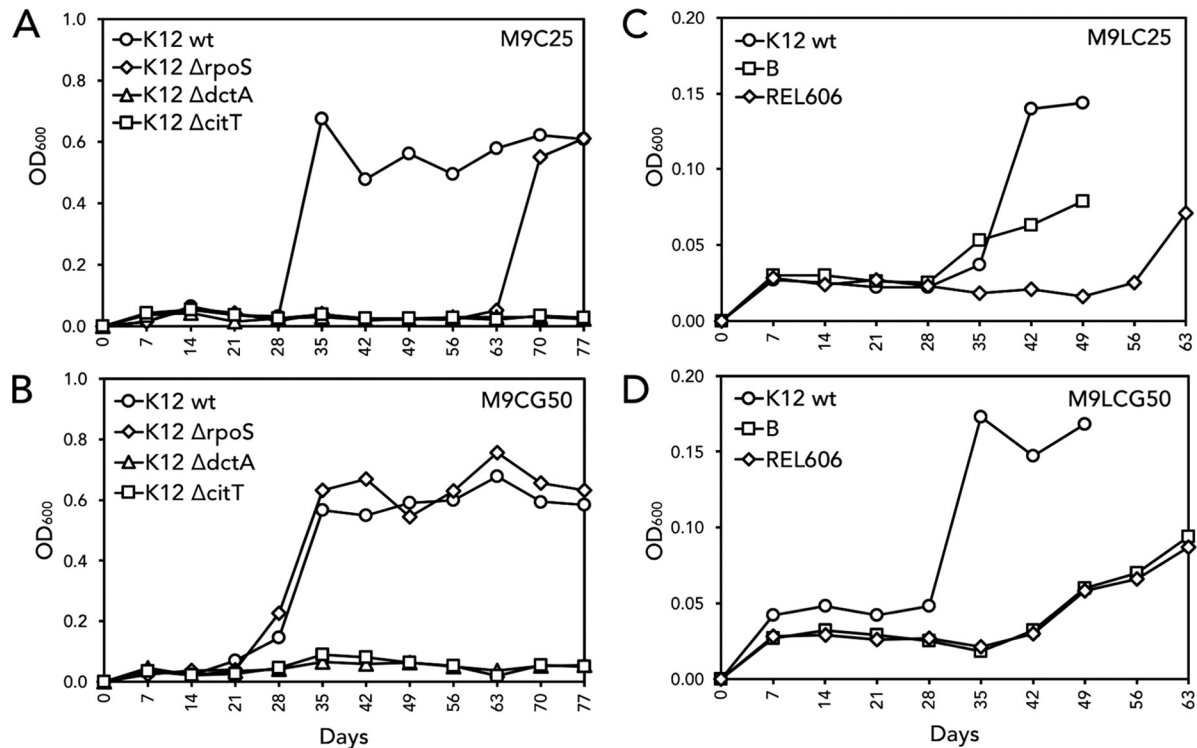 A
M9C25
K12 wt
K12 ΔrpoS
K12 ΔdctA
K12 ΔcitT
OD₆₀₀
1.0
0.8
0.6
0.4
0.2
0.0
0 7 14 21 28 35 42 49 56 63 70 77
B
M9CG50
K12 wt
K12 ΔrpoS
K12 ΔdctA
K12 ΔcitT
OD₆₀₀
1.0
0.8
0.6
0.4
0.2
0.0
0 7 14 21 28 35 42 49 56 63 70 77
Days
C
M9LC25
K12 wt
B
REL606
OD₆₀₀
0.20
0.15
0.10
0.05
0.00
0 7 14 21 28 35 42 49 56 63
D
M9LCG50
K12 wt
B
REL606
OD₆₀₀
0.20
0.15
0.10
0.05
0.00
0 7 14 21 28 35 42 49 56 63
Days